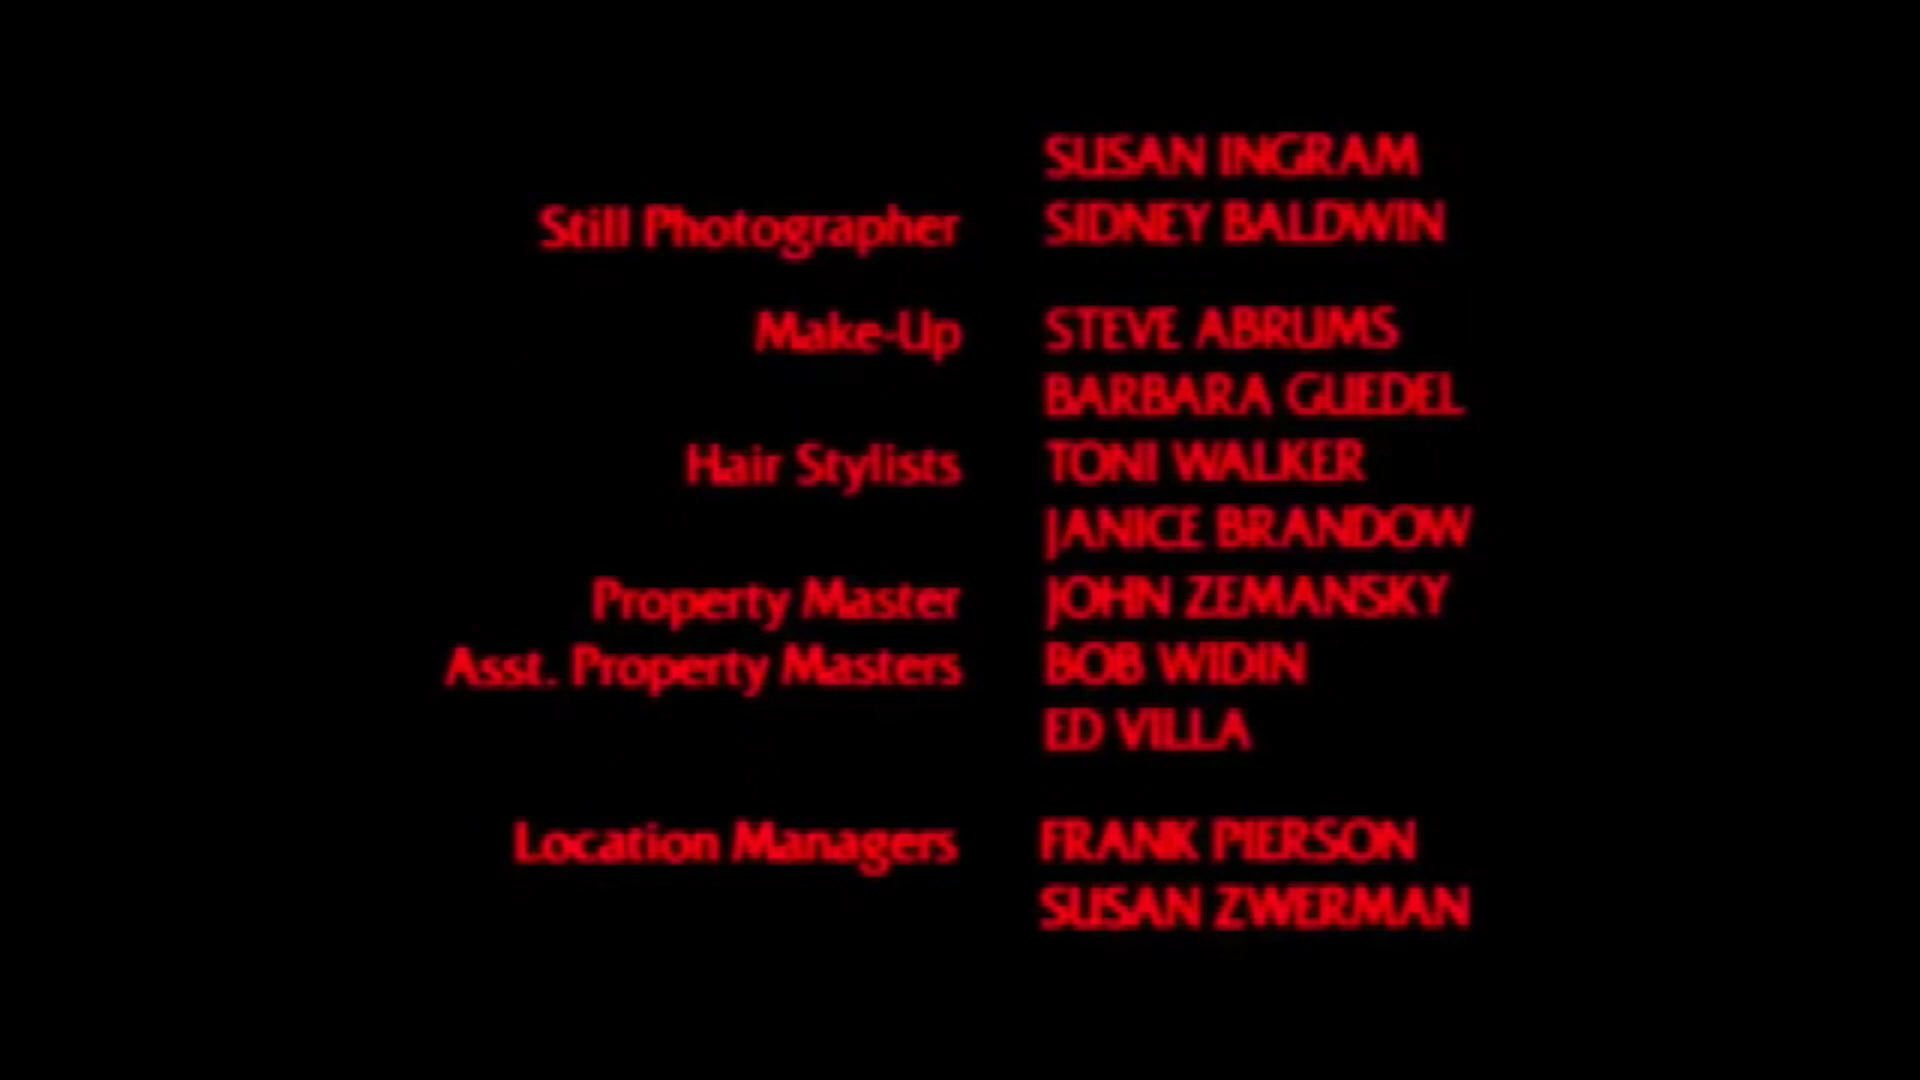 SUSAN INGRAM
Still Photographer SIDNEY BALDWIN
Make-Up STEVE ABRUMS
BARBARA GUEDEL
Hair Stylists TONI WALKER
JANICE BRANDOW
Property Master JOHN ZEMANSKY
Asst. Property Masters BOB WIDIN
ED VILLA
Location Managers FRANK PIERSON
SUSAN ZWERMAN